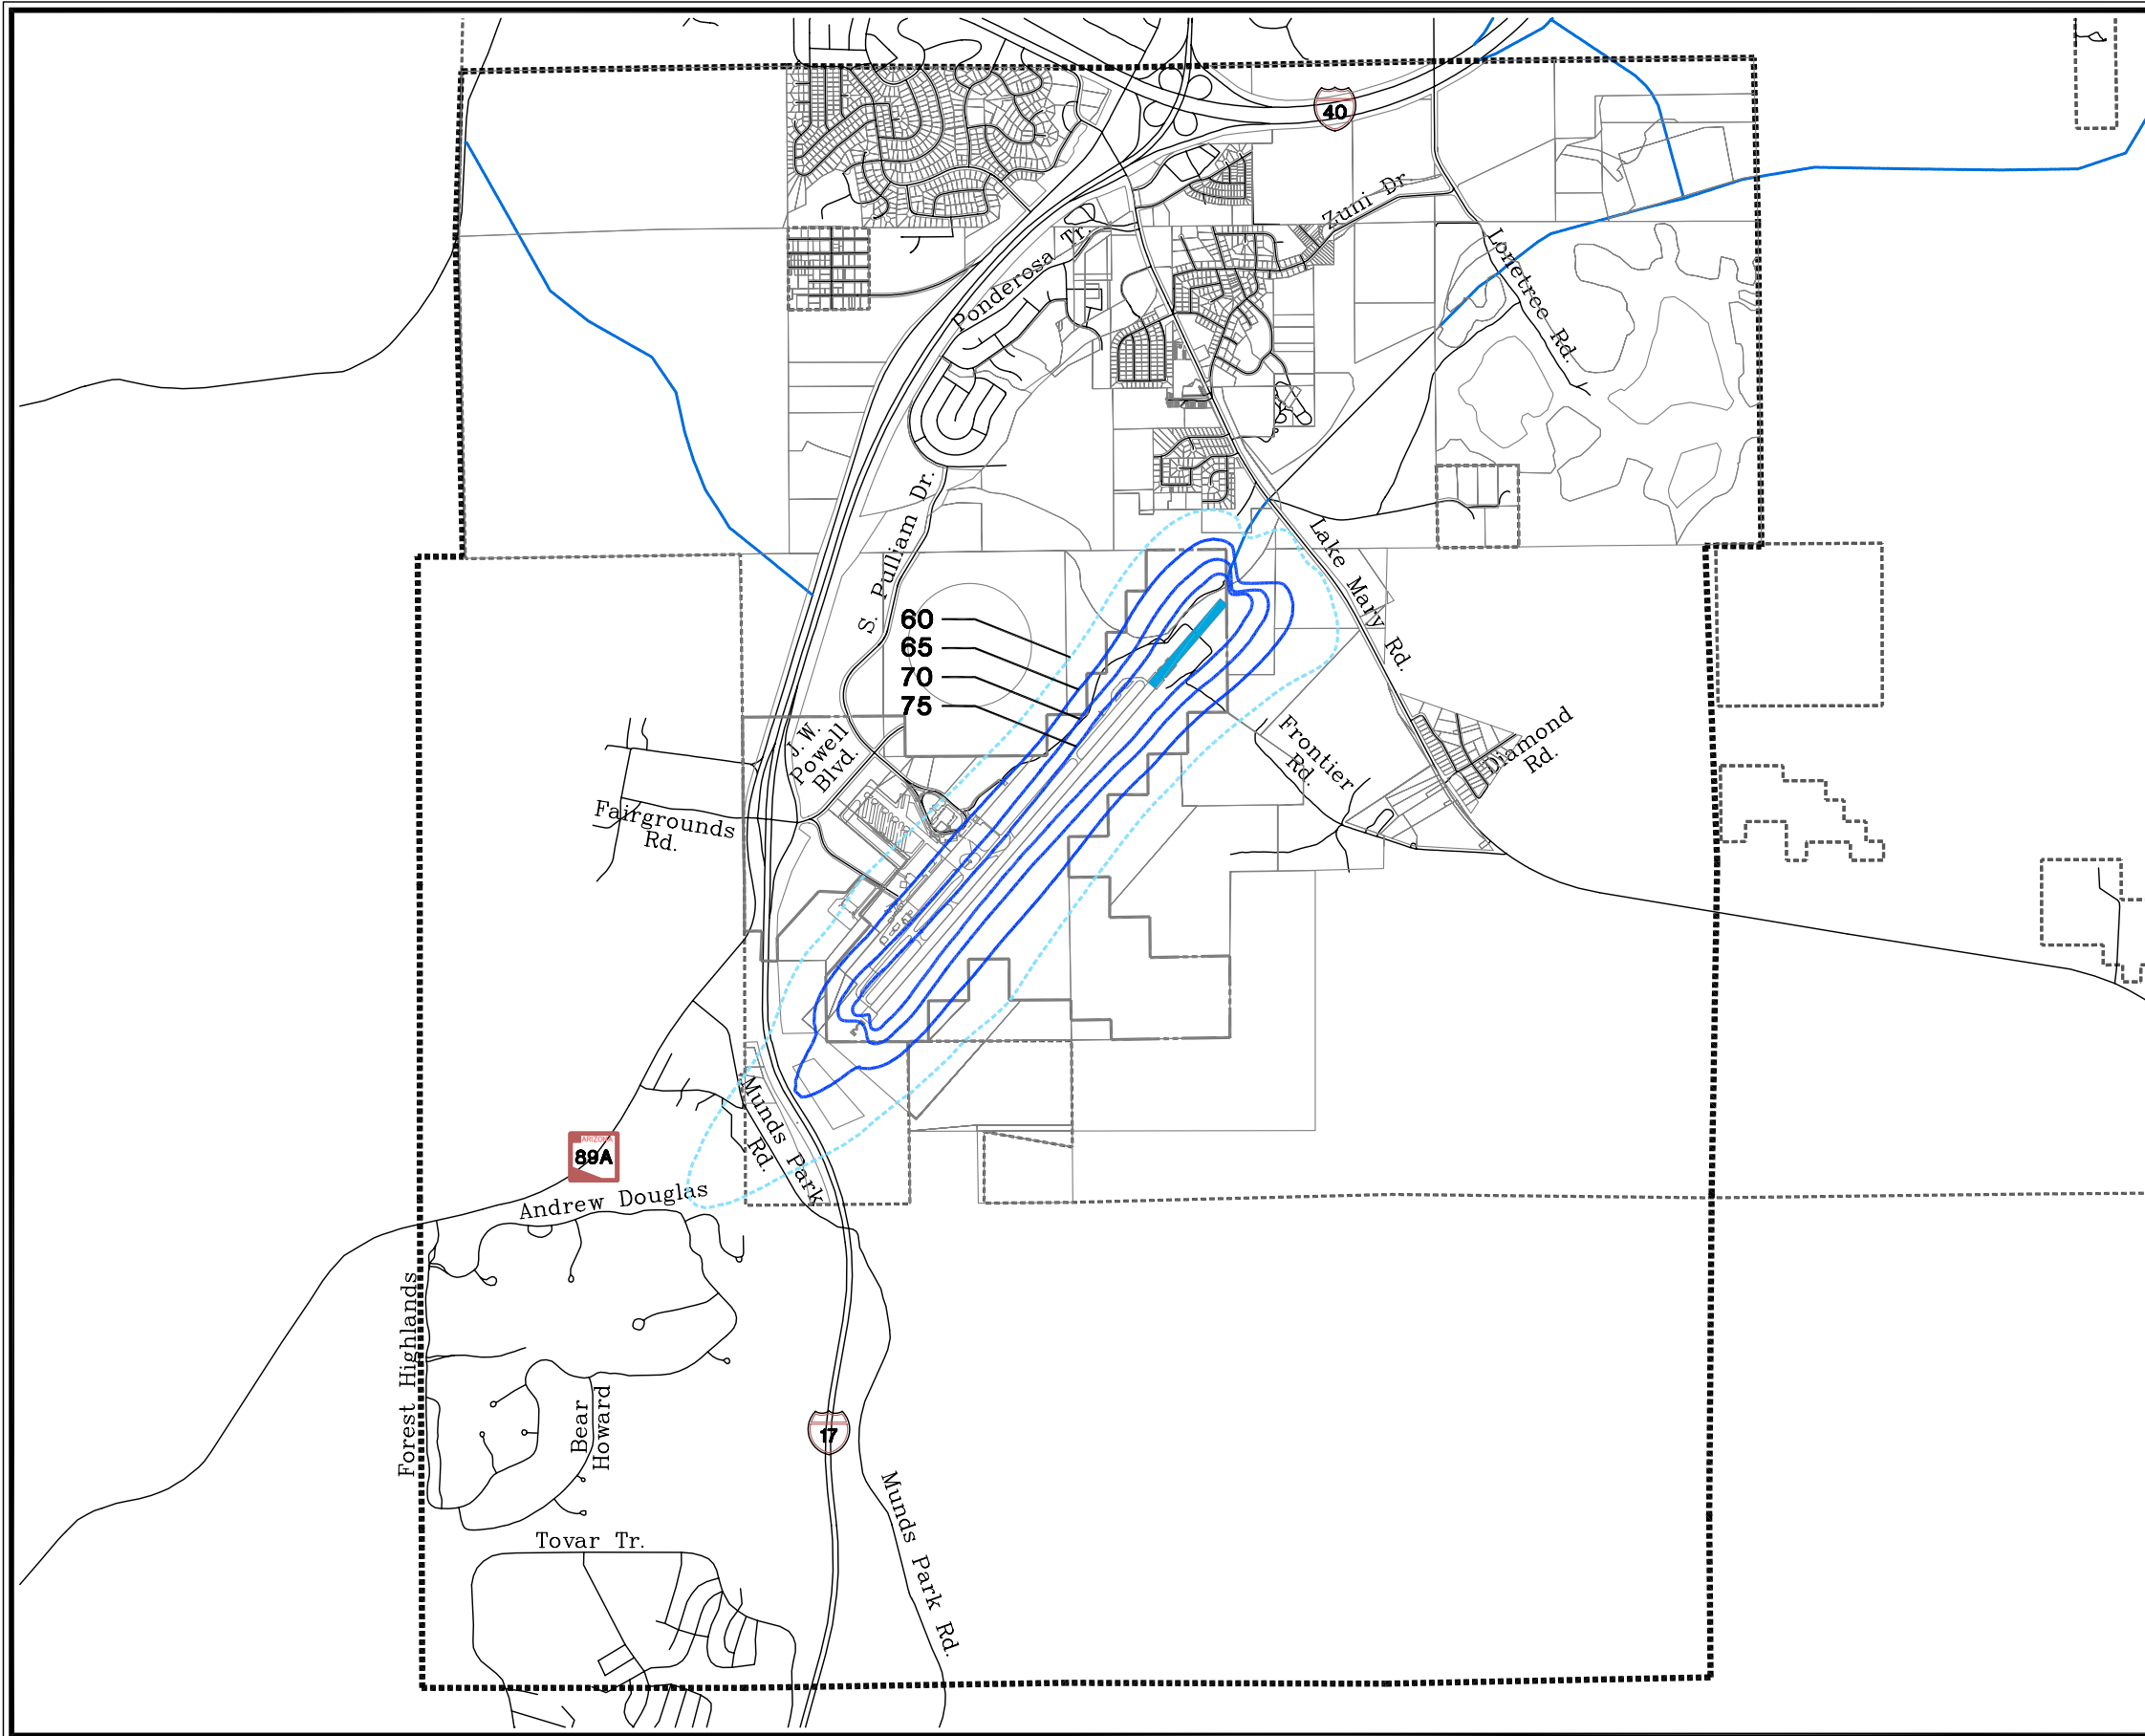 40
Zuni Dr.
Lonetree Rd.
Ponderosa Tr.
S. Pulliam Dr.
Lake Mary Rd.
60
65
70
75
J.W.
Powell
Blvd.
Frontier
Rd.
Diamond
Rd.
Fairgrounds
Rd.
Munds Park
Rd.
ARIZONA
89A
Andrew Douglas
Forest Highlands
Bear
Howard
17
Munds Park Rd.
Tovar Tr.